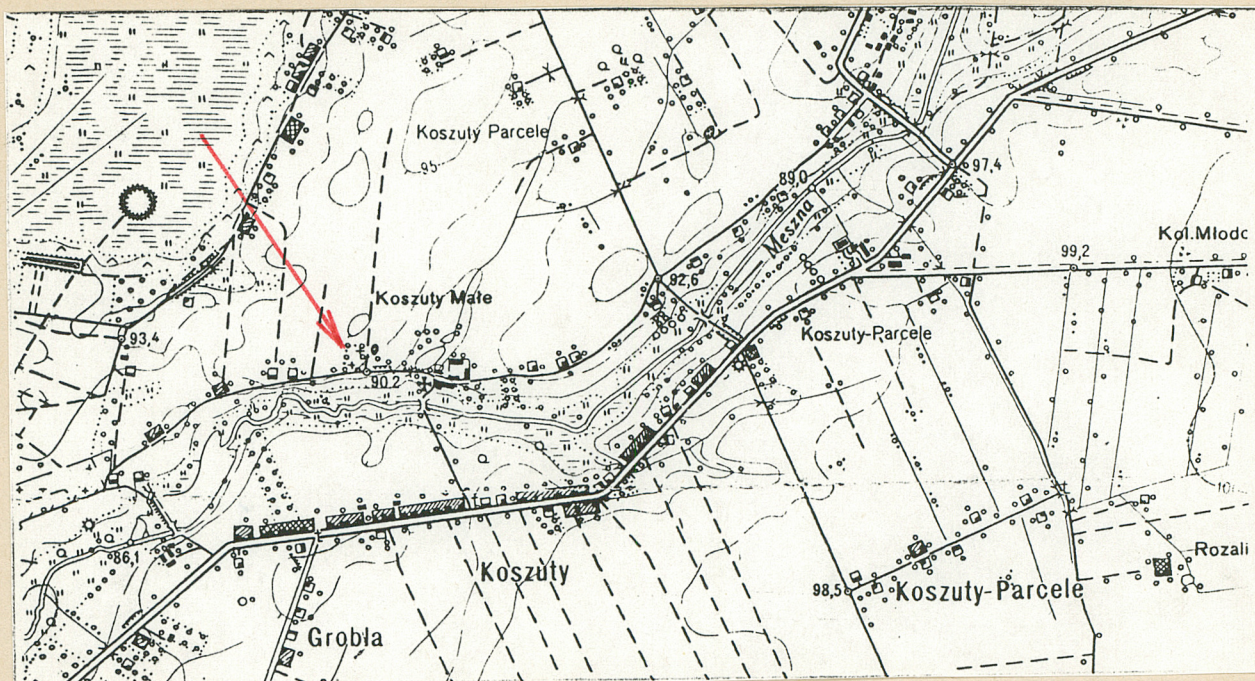 Koszuty Parcele
95
97,4
89,0
Meszna
Kol.Młodc
99,2
92,6
Koszuty Małe
Koszuty-Parcele
93,4
90.2
Koszuty
86,1
Rozali
98,5
Koszuty-Parcele
Grobla